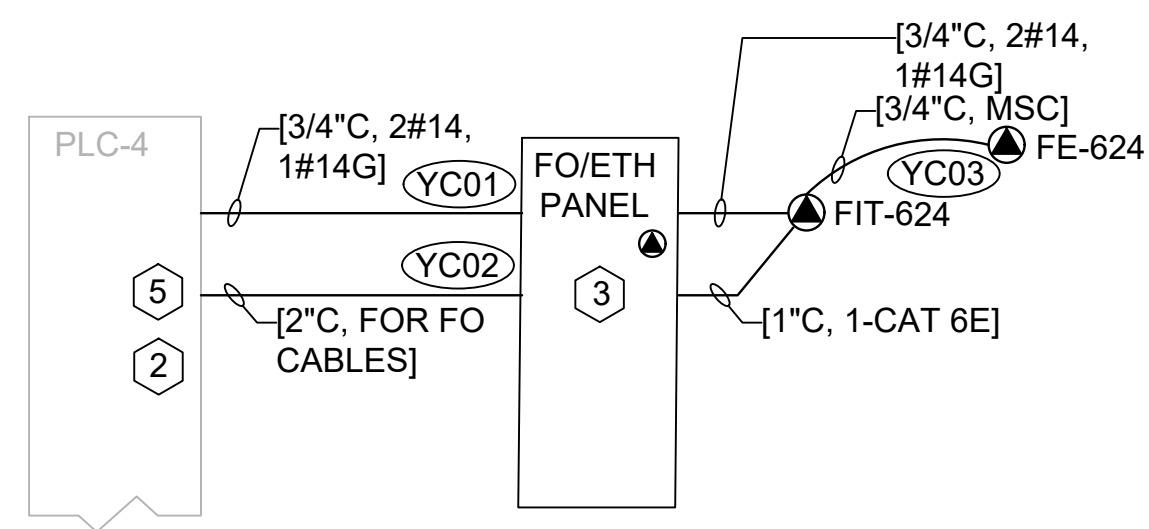 [3/4"C, 2#14,
1#14G]
[3/4"C, MSC]
FE-624
YC03
FIT-624
PLC-4
[3/4"C, 2#14,
1#14G]
YC01
FO/ETH
PANEL
YC02
5
3
[2"C, FOR FO
CABLES]
[1"C, 1-CAT 6E]
2